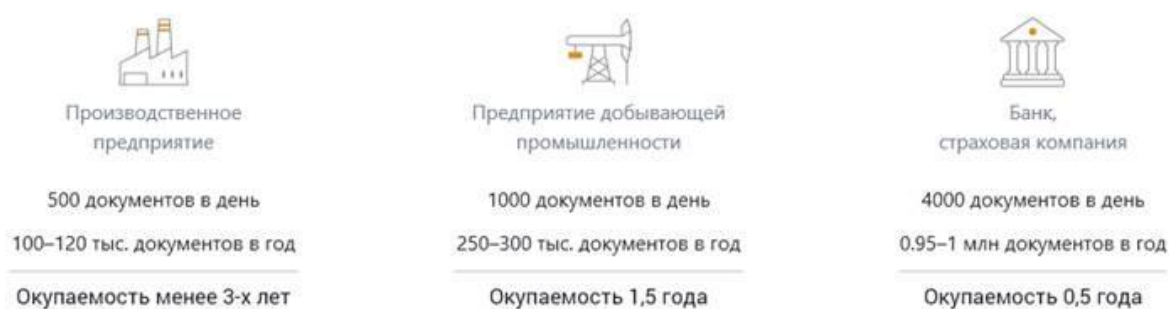 Производственное
предприятие
500 документов в день
100–120 тыс. документов в год
Окупаемость менее 3-х лет
Предприятие добывающей
промышленности
1000 документов в день
250–300 тыс. документов в год
Окупаемость 1,5 года
Банк,
страховая компания
4000 документов в день
0.95–1 млн документов в год
Окупаемость 0,5 года